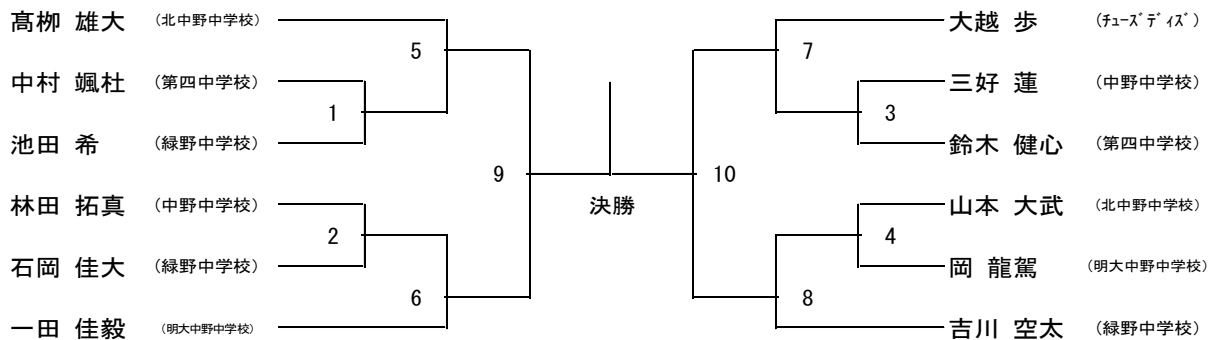 髙栁 雄大 (北中野中学校)
中村 颯杜 (第四中学校)
池田 希 (緑野中学校)
林田 拓真 (中野中学校)
石岡 佳大 (緑野中学校)
一田 佳毅 (明大中野中学校)
5
1
9
2
6
決勝
7
3
10
4
8
大越 歩 (ﾁｭｰｽﾞﾃﾞｨｽﾞ)
三好 蓮 (中野中学校)
鈴木 健心 (第四中学校)
山本 大武 (北中野中学校)
岡 龍駕 (明大中野中学校)
吉川 空太 (緑野中学校)